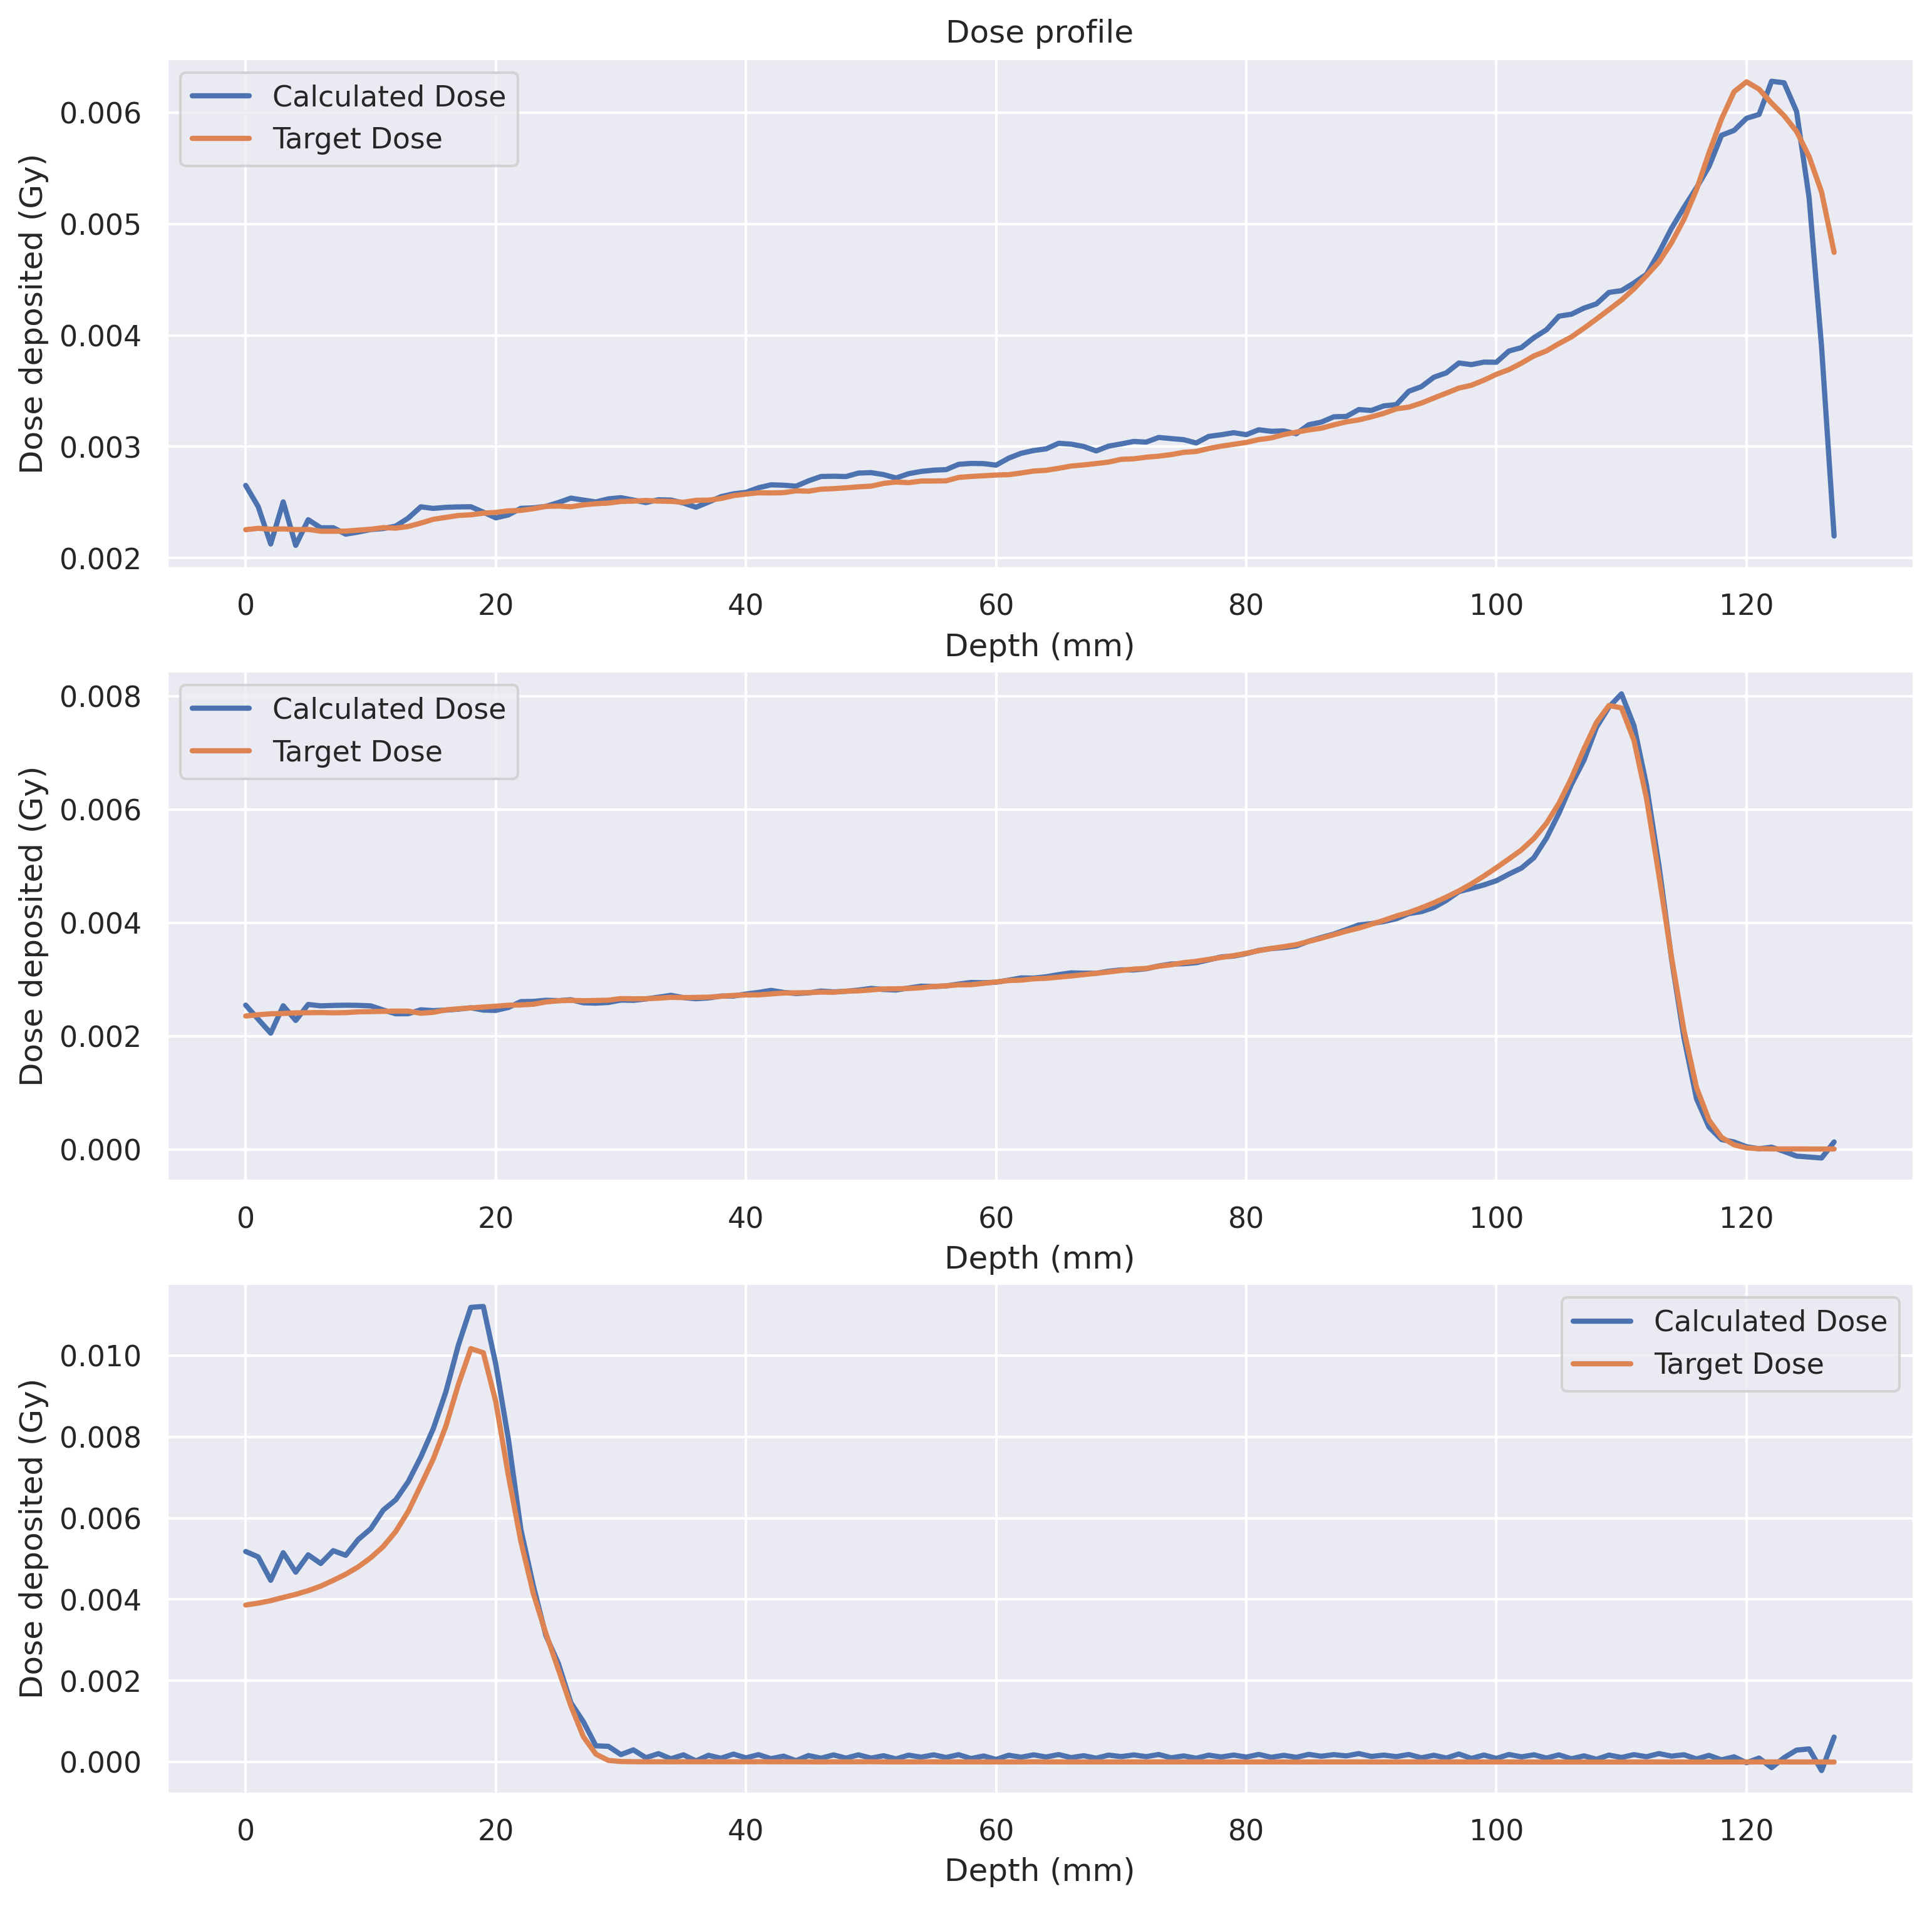 Dose profile
Calculated Dose
Target Dose
Dose deposited (Gy)
0.006
0.005
0.004
0.003
0.002
0 20 40 60 80 100 120
Depth (mm)
Calculated Dose
Target Dose
Dose deposited (Gy)
0.008
0.006
0.004
0.002
0.000
0 20 40 60 80 100 120
Depth (mm)
Calculated Dose
Target Dose
Dose deposited (Gy)
0.010
0.008
0.006
0.004
0.002
0.000
0 20 40 60 80 100 120
Depth (mm)